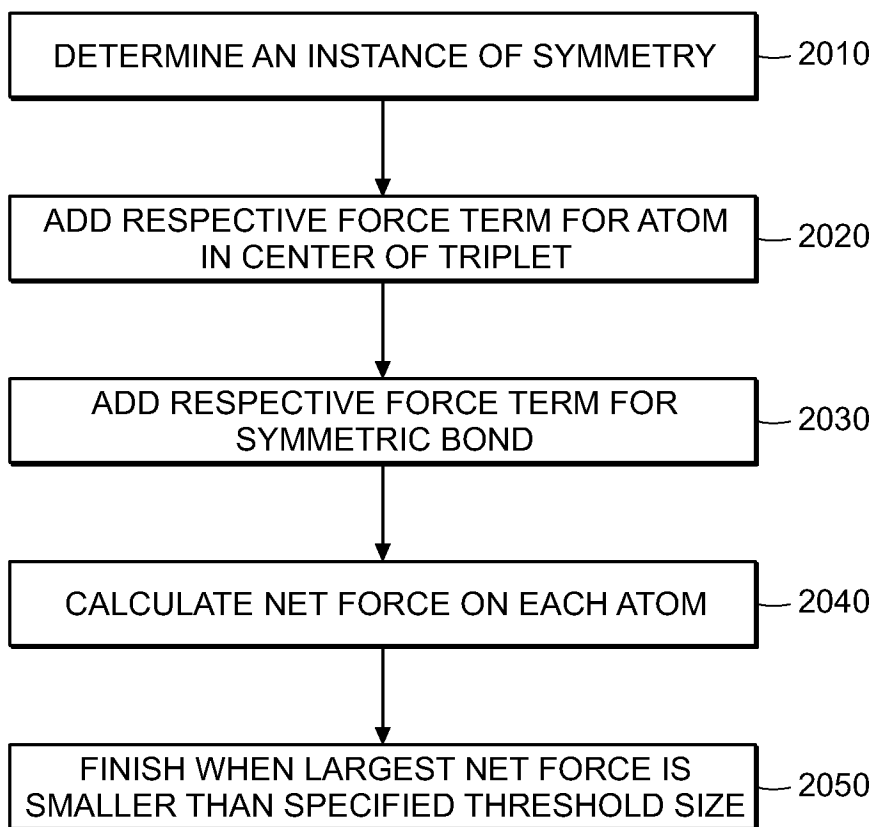 DETERMINE AN INSTANCE OF SYMMETRY
2010
ADD RESPECTIVE FORCE TERM FOR ATOM
IN CENTER OF TRIPLET
2020
ADD RESPECTIVE FORCE TERM FOR
SYMMETRIC BOND
2030
CALCULATE NET FORCE ON EACH ATOM
2040
FINISH WHEN LARGEST NET FORCE IS
SMALLER THAN SPECIFIED THRESHOLD SIZE
2050